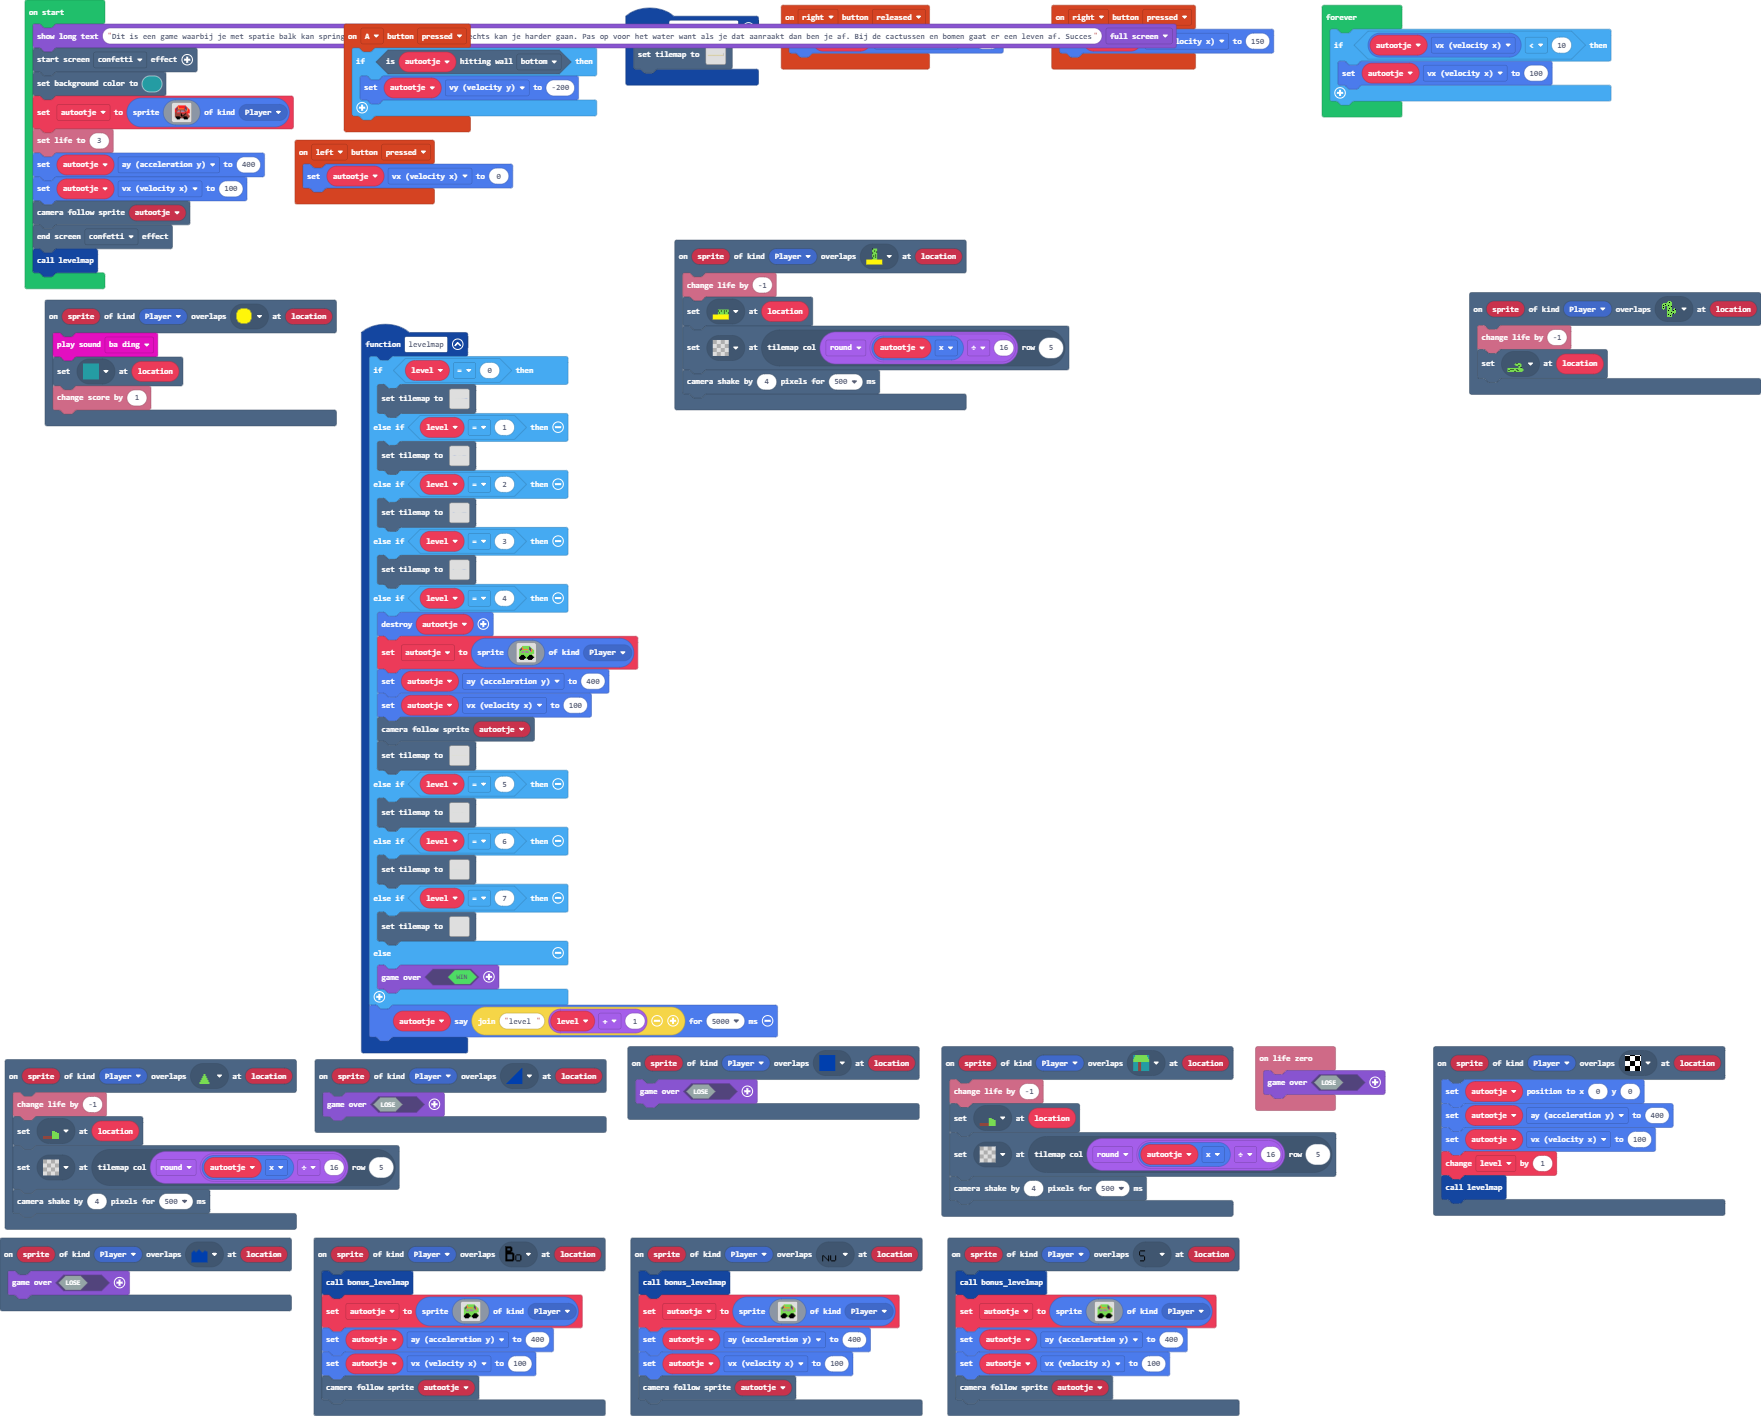 on start
show long text "Dit is een game waarbij je met spatie balk kan spring
chts kan je harder gaan. Pas op voor het water want als je dat aanraakt dan ben je af. Bij de cactussen en bomen gaat er een leven af. Succes" full screen
start screen confetti effect
set background color to
set autootje to sprite of kind Player
set life to 3
set autootje ay (acceleration y) to 400
set autootje vx (velocity x) to 100
camera follow sprite autootje
end screen confetti effect
call levelmap
on A button pressed
if is autootje hitting wall bottom then
set autootje vy (velocity y) to -200
set tilemap to
on right button released
on right button pressed
locity x) to 150
forever
if autootje vx (velocity x) < 10 then
set autootje vx (velocity x) to 100
on left button pressed
set autootje vx (velocity x) to 0
on sprite of kind Player overlaps at location
change life by -1
set at location
set at tilemap col round autootje x ÷ 16 row 5
camera shake by 4 pixels for 500 ms
on sprite of kind Player overlaps at location
change life by -1
set at location
on sprite of kind Player overlaps at location
play sound ba ding
set at location
change score by 1
function levelmap
if level = 0 then
set tilemap to
else if level = 1 then
set tilemap to
else if level = 2 then
set tilemap to
else if level = 3 then
set tilemap to
else if level = 4 then
destroy autootje
set autootje to sprite of kind Player
set autootje ay (acceleration y) to 400
set autootje vx (velocity x) to 100
camera follow sprite autootje
set tilemap to
else if level = 5 then
set tilemap to
else if level = 6 then
set tilemap to
else if level = 7 then
set tilemap to
else
game over WIN
autootje say join "level " level + 1 for 5000 ms
on sprite of kind Player overlaps at location
change life by -1
set at location
set at tilemap col round autootje x ÷ 16 row 5
camera shake by 4 pixels for 500 ms
on sprite of kind Player overlaps at location
game over LOSE
on sprite of kind Player overlaps at location
game over LOSE
on sprite of kind Player overlaps at location
change life by -1
set at location
set at tilemap col round autootje x ÷ 16 row 5
camera shake by 4 pixels for 500 ms
on life zero
game over LOSE
on sprite of kind Player overlaps at location
set autootje position to x 0 y 0
set autootje ay (acceleration y) to 400
set autootje vx (velocity x) to 100
change level by 1
call levelmap
on sprite of kind Player overlaps at location
game over LOSE
on sprite of kind Player overlaps Bo at location
call bonus_levelmap
set autootje to sprite of kind Player
set autootje ay (acceleration y) to 400
set autootje vx (velocity x) to 100
camera follow sprite autootje
on sprite of kind Player overlaps NU at location
call bonus_levelmap
set autootje to sprite of kind Player
set autootje ay (acceleration y) to 400
set autootje vx (velocity x) to 100
camera follow sprite autootje
on sprite of kind Player overlaps S at location
call bonus_levelmap
set autootje to sprite of kind Player
set autootje ay (acceleration y) to 400
set autootje vx (velocity x) to 100
camera follow sprite autootje